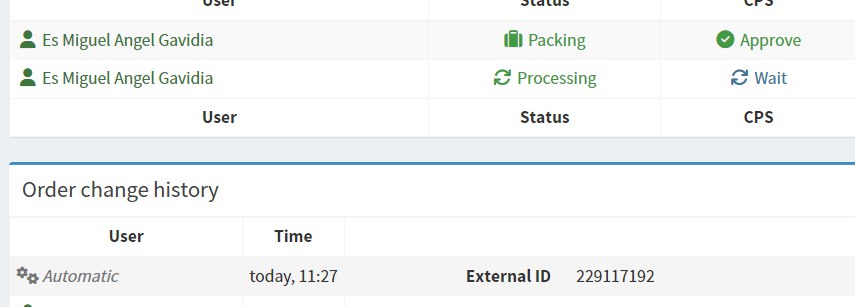 User Status CPS
Es Miguel Angel Gavidia Packing Approve
Es Miguel Angel Gavidia Processing Wait
User Status CPS
Order change history
User Time
Automatic today, 11:27 External ID 229117192